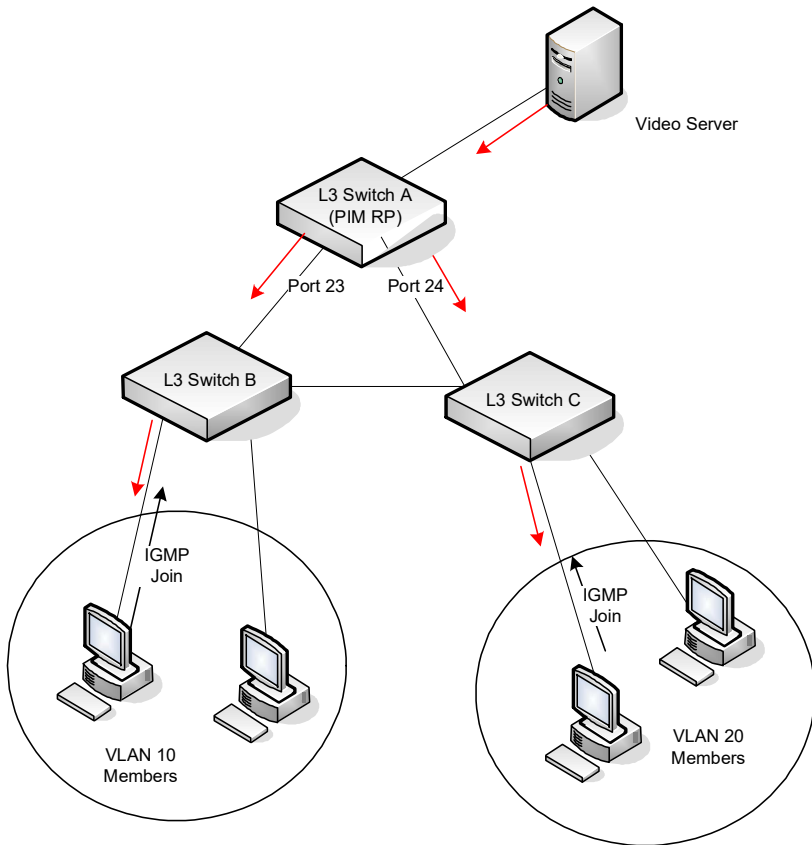 Video Server
L3 Switch A
(PIM RP)
Port 23
Port 24
L3 Switch B
L3 Switch C
IGMP
Join
IGMP
Join
VLAN 10
Members
VLAN 20
Members